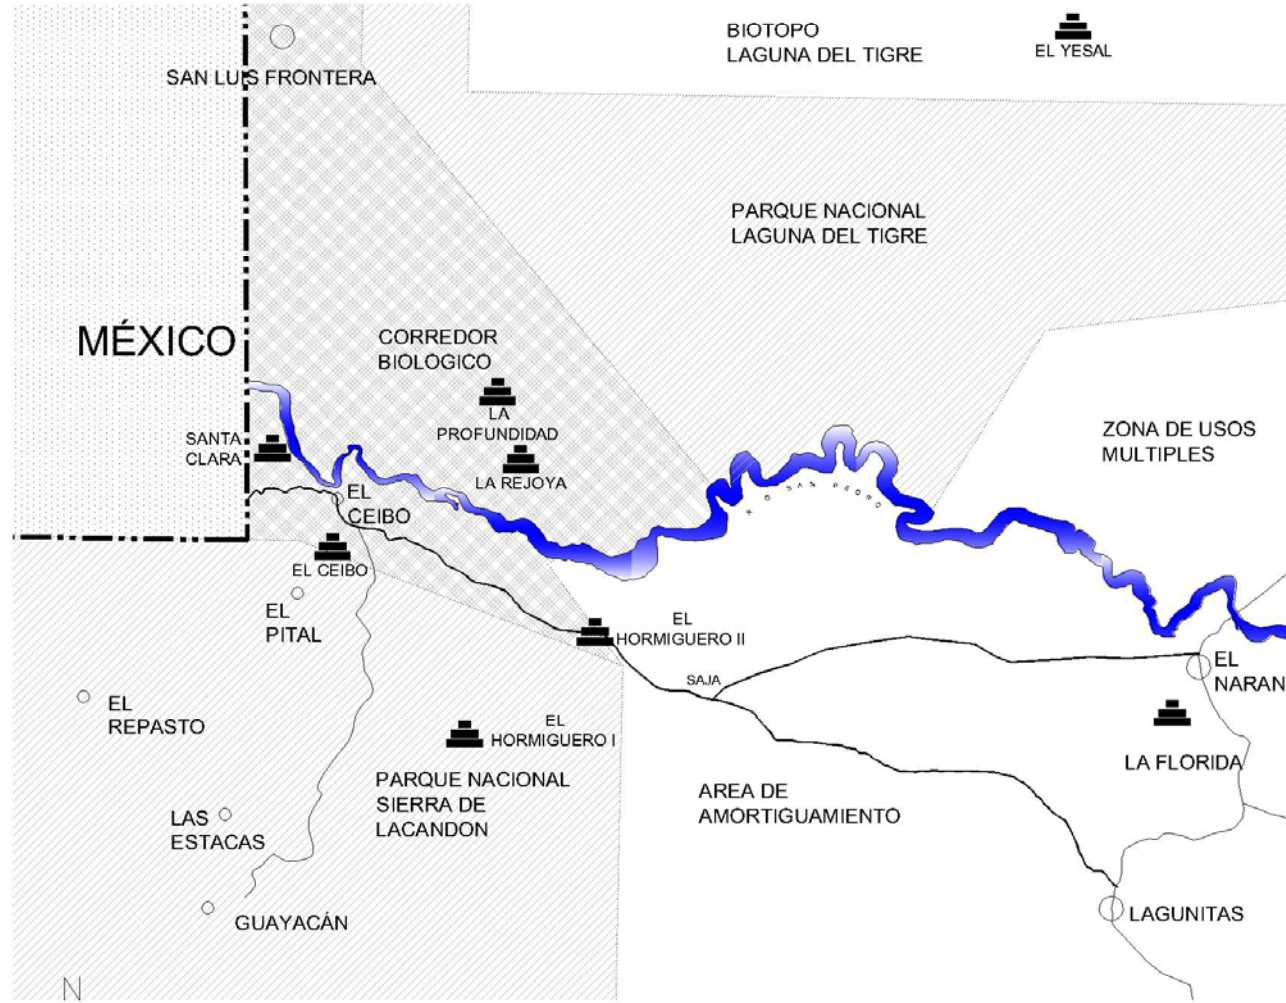 BIOTOPO
LAGUNA DEL TIGRE
EL YESAL
SAN LUIS FRONTERA
PARQUE NACIONAL
LAGUNA DEL TIGRE
MÉXICO
CORREDOR
BIOLOGICO
LA
PROFUNDIDAD
SANTA
CLARA
LA REJOYA
ZONA DE USOS
MULTIPLES
EL
CEIBO
SAN PEDRO
EL CEIBO
EL
PITAL
EL
HORMIGUERO II
SAJA
EL
NARAN
EL
REPASTO
EL
HORMIGUERO I
LA FLORIDA
PARQUE NACIONAL
SIERRA DE
LACANDON
AREA DE
AMORTIGUAMIENTO
LAS
ESTACAS
GUAYACÁN
LAGUNITAS
N